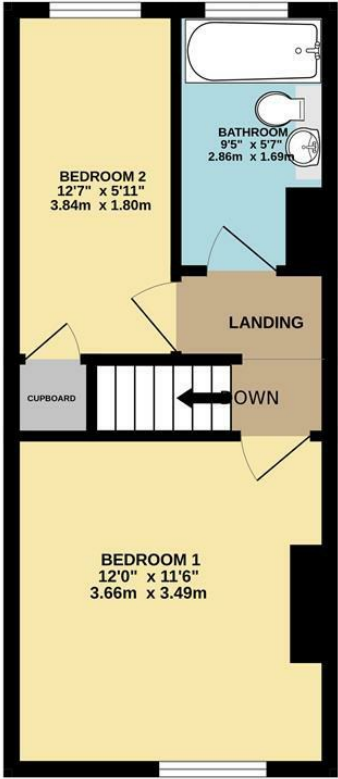 BATHROOM
9'5" x 5'7"
2.86m x 1.69m
BEDROOM 2
12'7" x 5'11"
3.84m x 1.80m
LANDING
CUPBOARD
DOWN
BEDROOM 1
12'0" x 11'6"
3.66m x 3.49m